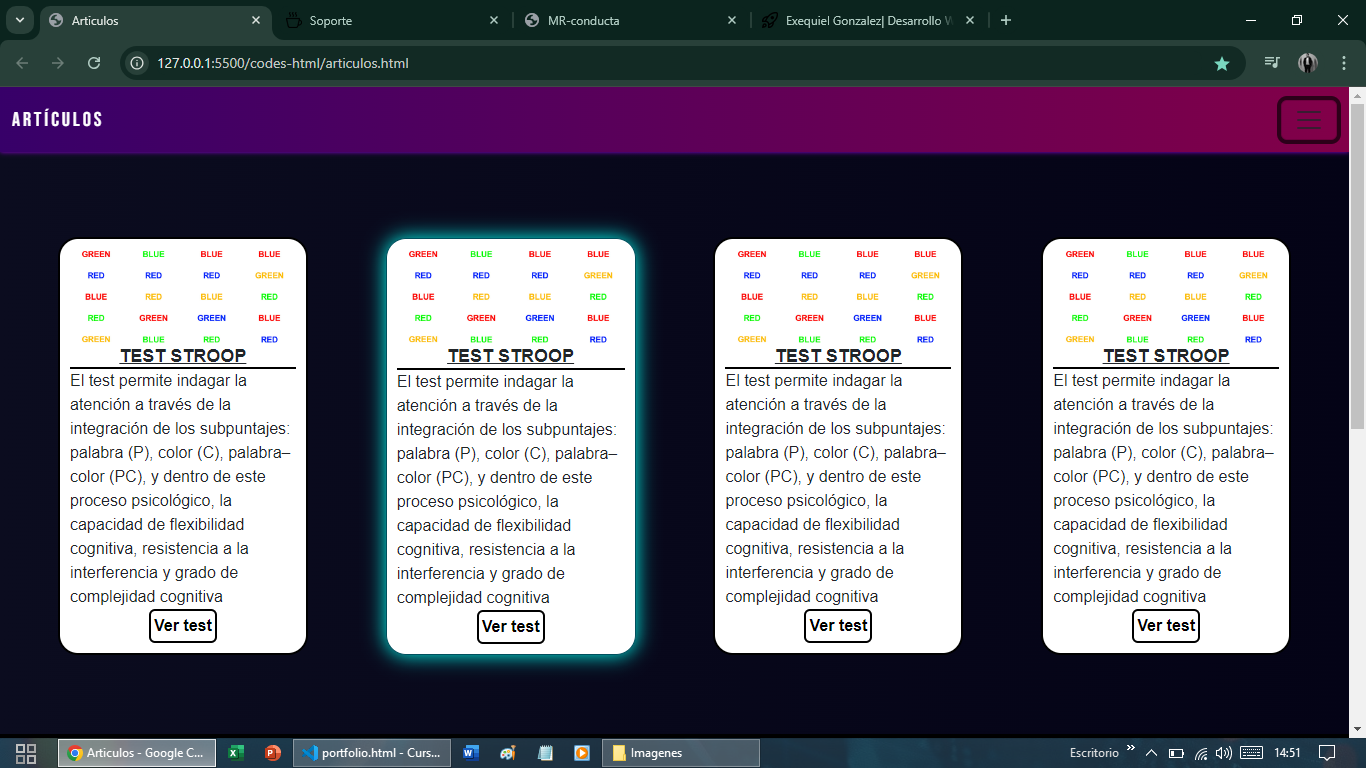 Articulos
Soporte
MR-conducta
Exequiel Gonzalez| Desarrollo W
127.0.0.1:5500/codes-html/articulos.html
ARTÍCULOS
GREEN BLUE RED BLUE
RED RED RED GREEN
BLUE RED BLUE RED
RED GREEN GREEN BLUE
GREEN BLUE RED RED
TEST STROOP
El test permite indagar la
atención a través de la
integración de los subpuntajes:
palabra (P), color (C), palabra–
color (PC), y dentro de este
proceso psicológico, la
capacidad de flexibilidad
cognitiva, resistencia a la
interferencia y grado de
complejidad cognitiva
Ver test
GREEN BLUE RED BLUE
RED RED RED GREEN
BLUE RED BLUE RED
RED GREEN GREEN BLUE
GREEN BLUE RED RED
TEST STROOP
El test permite indagar la
atención a través de la
integración de los subpuntajes:
palabra (P), color (C), palabra–
color (PC), y dentro de este
proceso psicológico, la
capacidad de flexibilidad
cognitiva, resistencia a la
interferencia y grado de
complejidad cognitiva
Ver test
GREEN BLUE RED BLUE
RED RED RED GREEN
BLUE RED BLUE RED
RED GREEN GREEN BLUE
GREEN BLUE RED RED
TEST STROOP
El test permite indagar la
atención a través de la
integración de los subpuntajes:
palabra (P), color (C), palabra–
color (PC), y dentro de este
proceso psicológico, la
capacidad de flexibilidad
cognitiva, resistencia a la
interferencia y grado de
complejidad cognitiva
Ver test
GREEN BLUE RED BLUE
RED RED RED GREEN
BLUE RED BLUE RED
RED GREEN GREEN BLUE
GREEN BLUE RED RED
TEST STROOP
El test permite indagar la
atención a través de la
integración de los subpuntajes:
palabra (P), color (C), palabra–
color (PC), y dentro de este
proceso psicológico, la
capacidad de flexibilidad
cognitiva, resistencia a la
interferencia y grado de
complejidad cognitiva
Ver test
Articulos - Google C...
portfolio.html - Curs...
Imagenes
Escritorio
14:51